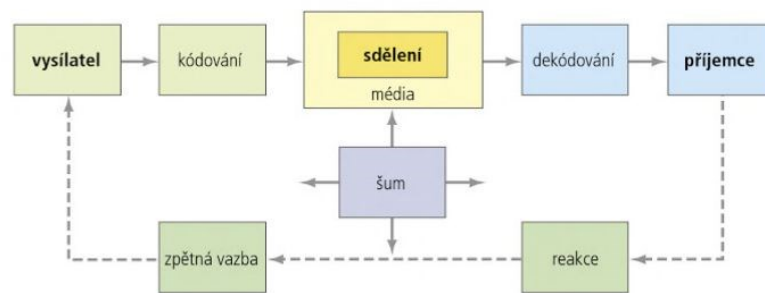 vysílatel
kódování
sdělení
média
dekódování
příjemce
šum
zpětná vazba
reakce